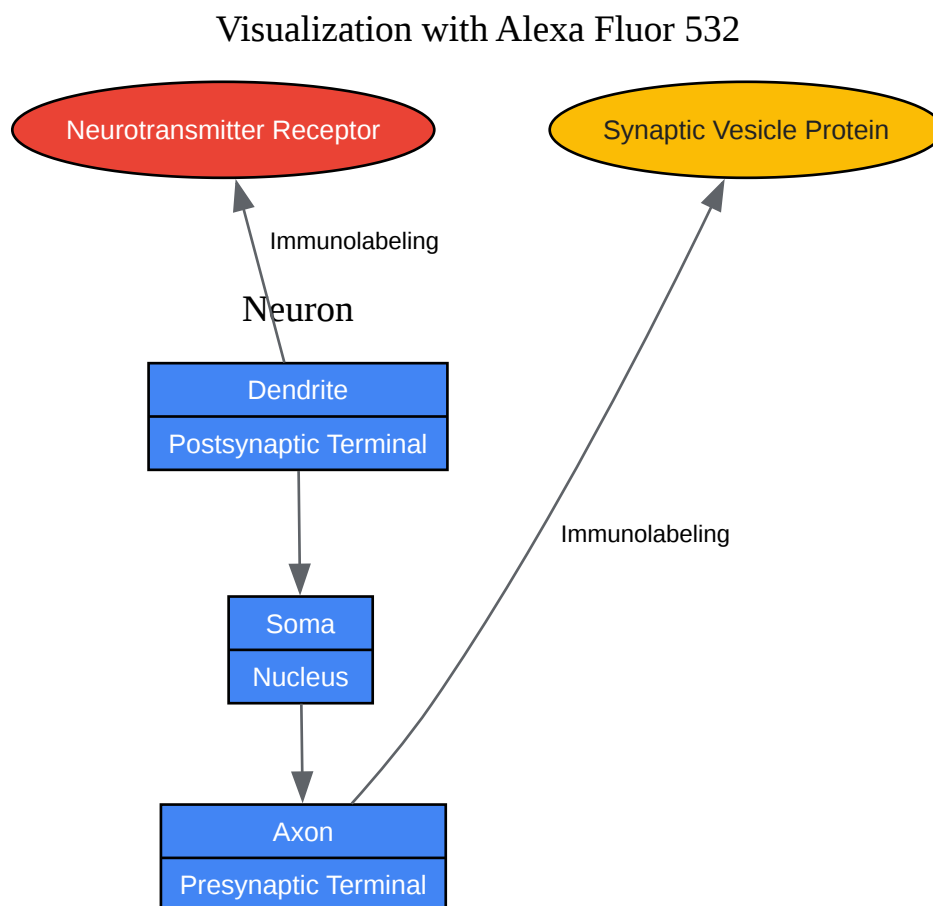 Visualization with Alexa Fluor 532
Neurotransmitter Receptor
Synaptic Vesicle Protein
Immunolabeling
Neuron
Dendrite
Postsynaptic Terminal
Immunolabeling
Soma
Nucleus
Axon
Presynaptic Terminal